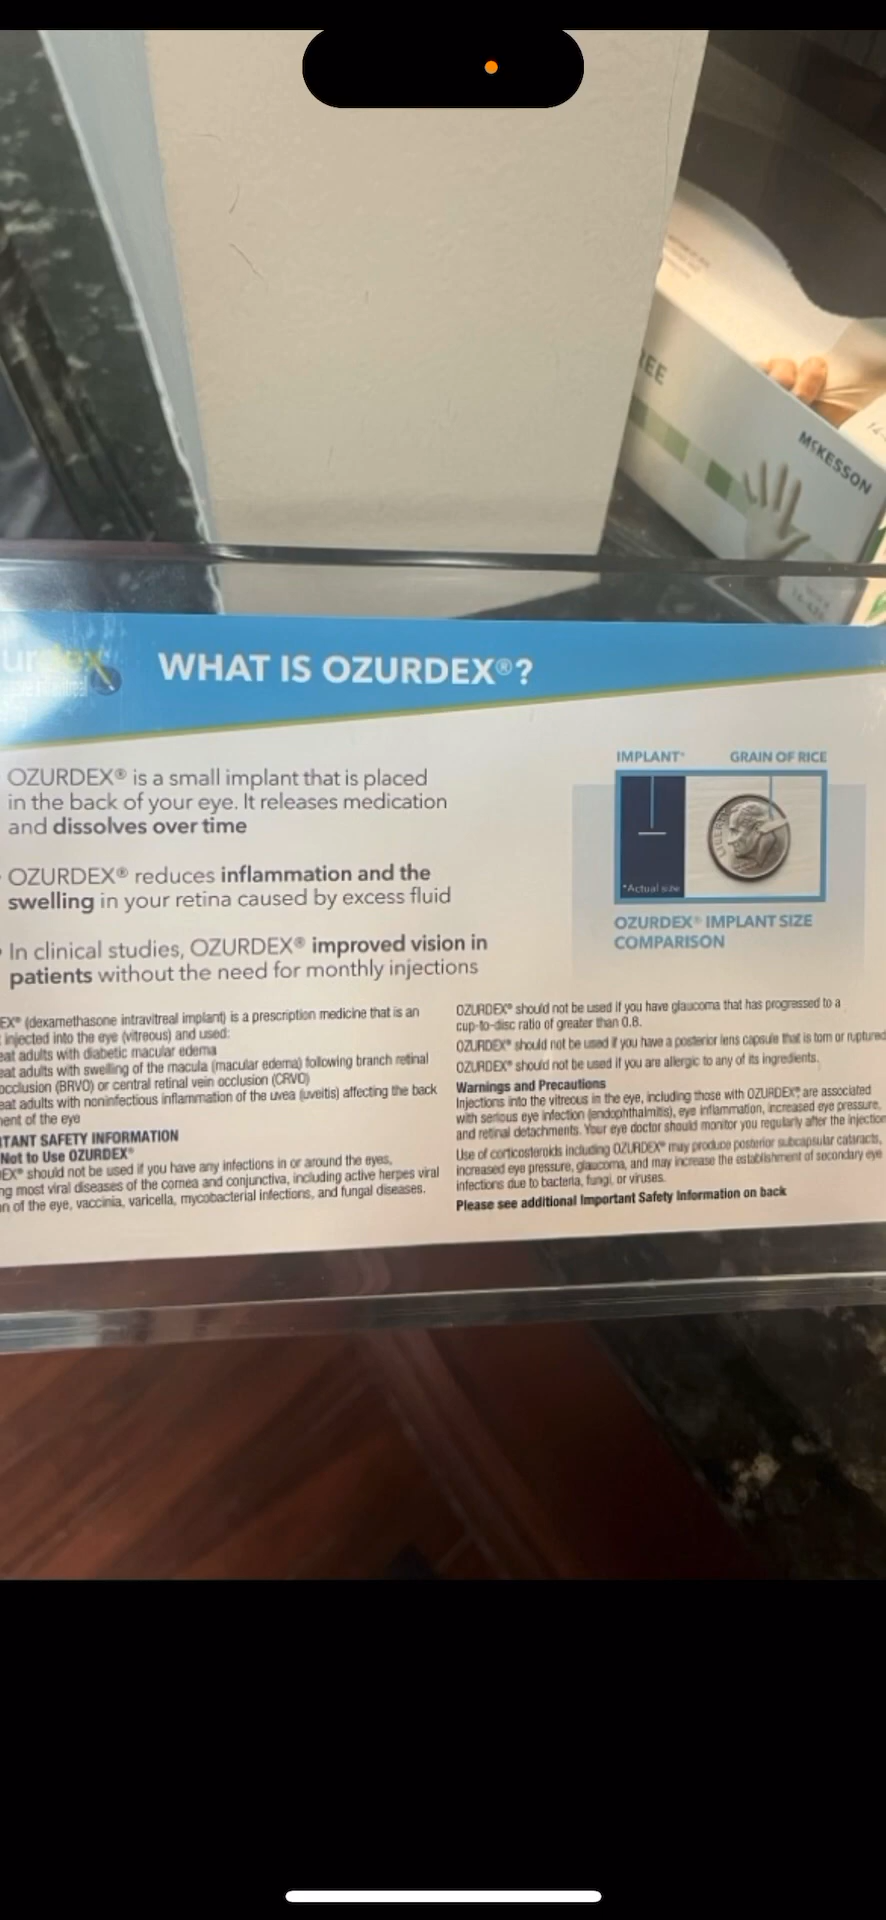 EE
MCKESSON
urdex
WHAT IS OZURDEX®?
IMPLANT*
GRAIN OF RICE
LIBERTY
*Actual size
OZURDEX® IMPLANT SIZE
COMPARISON
OZURDEX® is a small implant that is placed
in the back of your eye. It releases medication
and dissolves over time
OZURDEX® reduces inflammation and the
swelling in your retina caused by excess fluid
In clinical studies, OZURDEX® improved vision in
patients without the need for monthly injections
EX® (dexamethasone intravitreal implant) is a prescription medicine that is an
injected into the eye (vitreous) and used:
eat adults with diabetic macular edema
eat adults with swelling of the macula (macular edema) following branch retinal
occlusion (BRVO) or central retinal vein occlusion (CRVO)
eat adults with noninfectious inflammation of the uvea (uveitis) affecting the back
ment of the eye
TANT SAFETY INFORMATION
Not to Use OZURDEX®
EX® should not be used if you have any infections in or around the eyes,
ng most viral diseases of the cornea and conjunctiva, including active herpes viral
n of the eye, vaccinia, varicella, mycobacterial infections, and fungal diseases.
OZURDEX® should not be used if you have glaucoma that has progressed to a
cup-to-disc ratio of greater than 0.8.
OZURDEX® should not be used if you have a posterior lens capsule that is torn or ruptured
OZURDEX® should not be used if you are allergic to any of its ingredients.
Warnings and Precautions
Injections into the vitreous in the eye, including those with OZURDEX®, are associated
with serious eye infection (endophthalmitis), eye inflammation, increased eye pressure,
and retinal detachments. Your eye doctor should monitor you regularly after the injection
Use of corticosteroids including OZURDEX® may produce posterior subcapsular cataracts,
increased eye pressure, glaucoma, and may increase the establishment of secondary eye
infections due to bacteria, fungi, or viruses.
Please see additional Important Safety Information on back